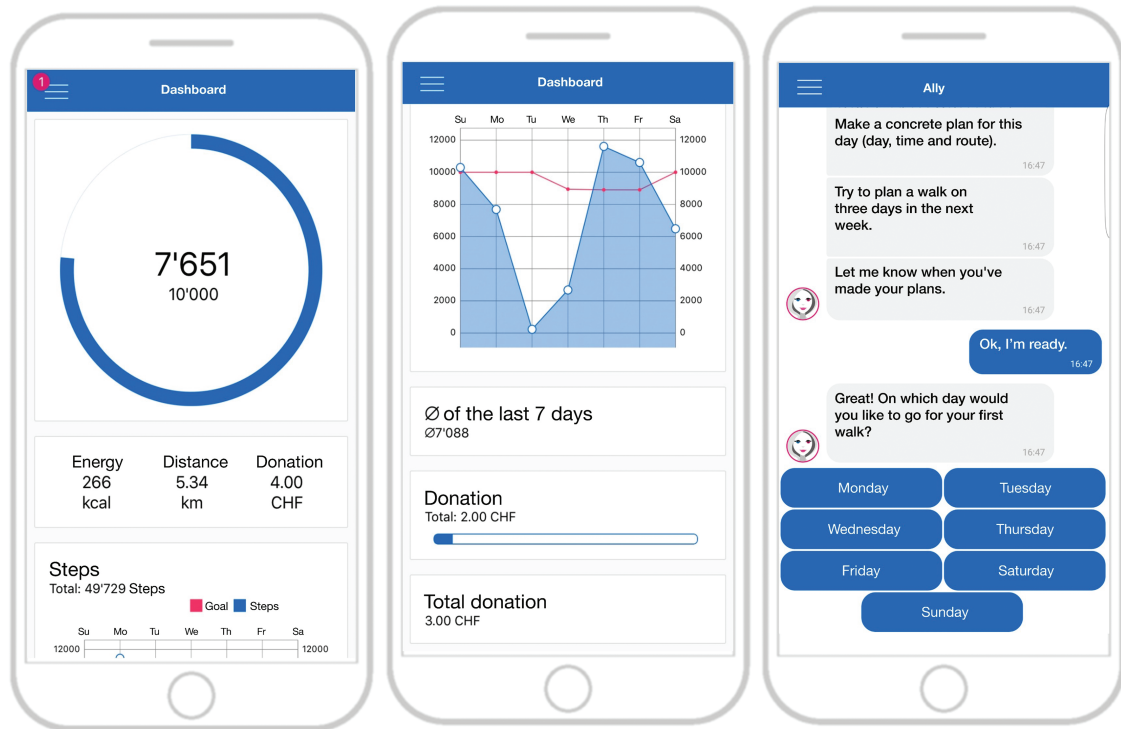 1
Dashboard
7'651
10'000
Energy Distance Donation
266 5.34 4.00
kcal km CHF
Steps
Total: 49'729 Steps
Goal Steps
Su Mo Tu We Th Fr Sa
12000 12000
Dashboard
Su Mo Tu We Th Fr Sa
12000 12000
10000 10000
8000 8000
6000 6000
4000 4000
2000 2000
0 0
Ø of the last 7 days
Ø7'088
Donation
Total: 2.00 CHF
Total donation
3.00 CHF
Ally
Make a concrete plan for this
day (day, time and route).
16:47
Try to plan a walk on
three days in the next
week.
16:47
Let me know when you've
made your plans.
16:47
Ok, I'm ready.
16:47
Great! On which day would
you like to go for your first
walk?
16:47
Monday Tuesday
Wednesday Thursday
Friday Saturday
Sunday